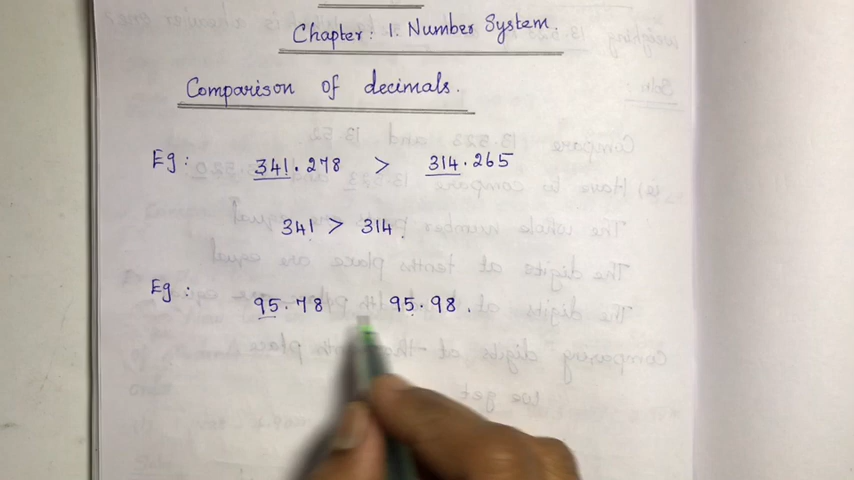 Chapter: 1. Number System.
Comparison of decimals.
Eg: 341.278 > 314.265
341 > 314.
Eg: 95.78 95.98.